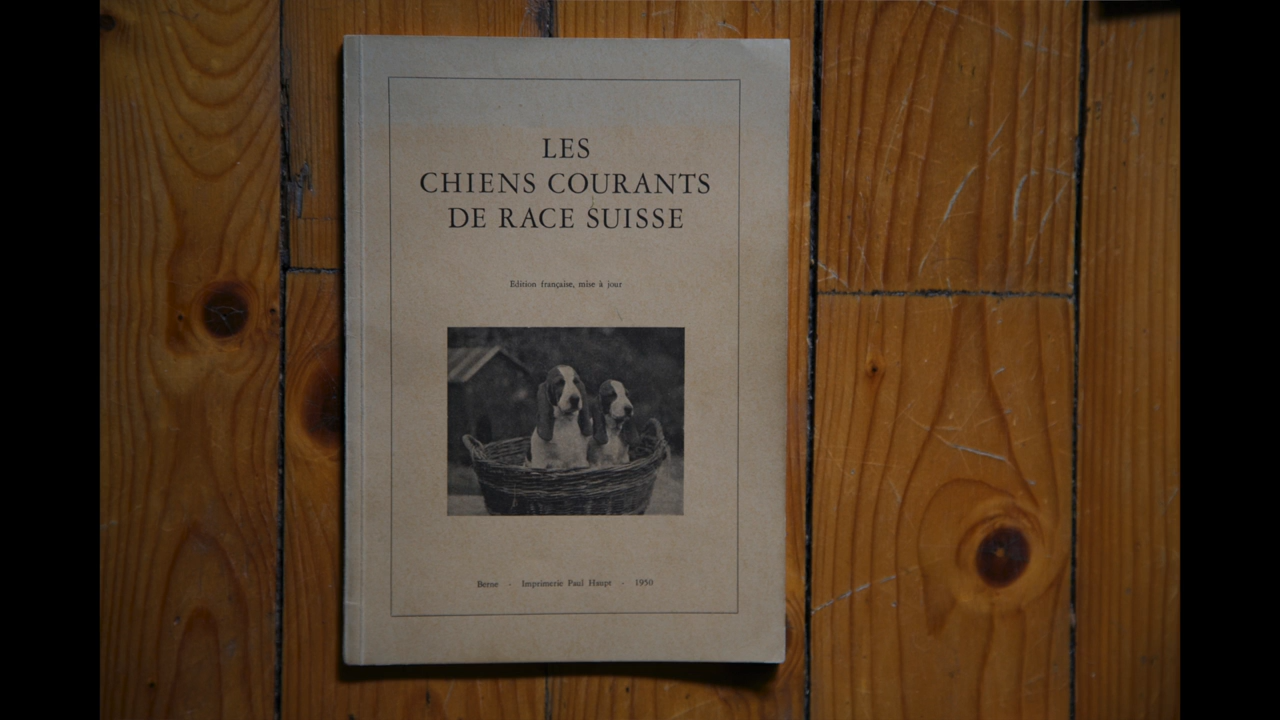 LES
CHIENS COURANTS
DE RACE SUISSE
Edition française, mise à jour
Berne - Imprimerie Paul Haupt - 1950